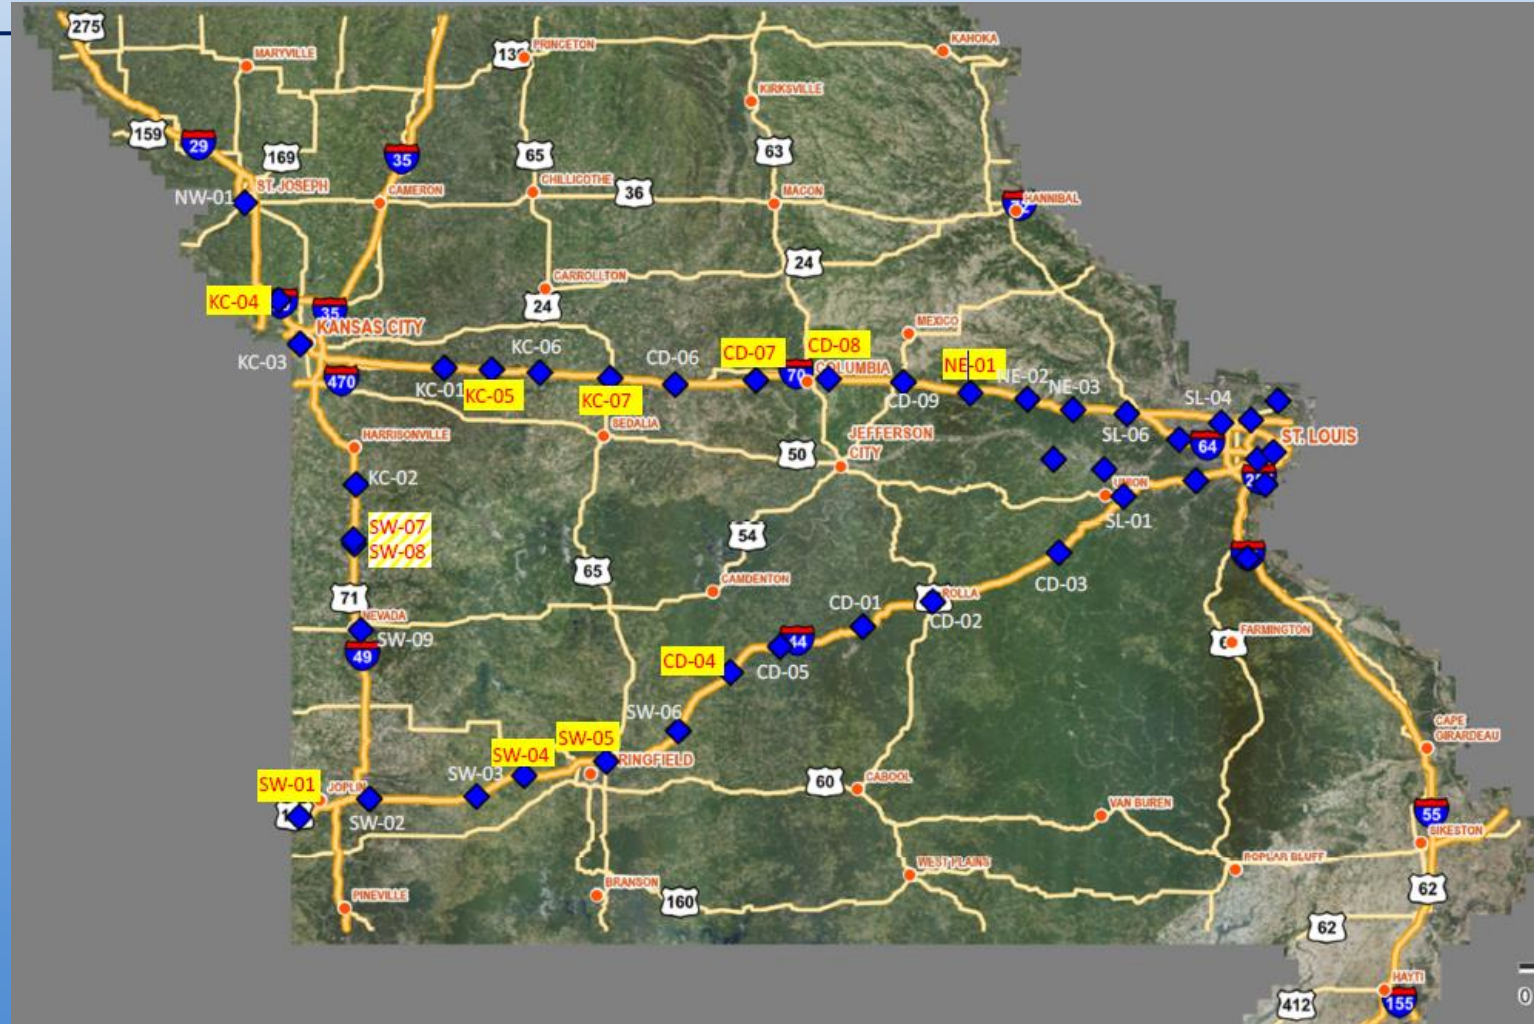 275
MARYVILLE
PRINCETON
KAHOKA
KIRKSVILLE
159
29
169
35
65
63
ST. JOSEPH
NW-01
CAMERON
CHILLICOTHE
36
MACON
HANNIBAL
24
CARROLLTON
24
KC-04
35
KANSAS CITY
MEXICO
KC-03
KC-06
CD-06
CD-07
CD-08
COLUMBIA
70
NE-01
470
KC-01
KC-05
KC-07
CD-09
NE-02
NE-03
SL-04
SL-06
SEDALIA
HARRISONVILLE
50
JEFFERSON
CITY
64
ST. LOUIS
KC-02
UNION
SL-01
SW-07
SW-08
54
65
CAMDENTON
CD-03
71
NEVADA
SW-09
49
CD-01
ROLLA
CD-02
44
CD-04
CD-05
FARMINGTON
SW-06
SW-05
SW-04
SW-03
CAPE
GIRARDEAU
SW-01
JOPLIN
SW-02
RINGFIELD
60
CABOOL
VAN BUREN
55
SIKESTON
POPLAR BLUFF
WEST PLAINS
BRANSON
160
PINEVILLE
62
62
HAYTI
155
412
0